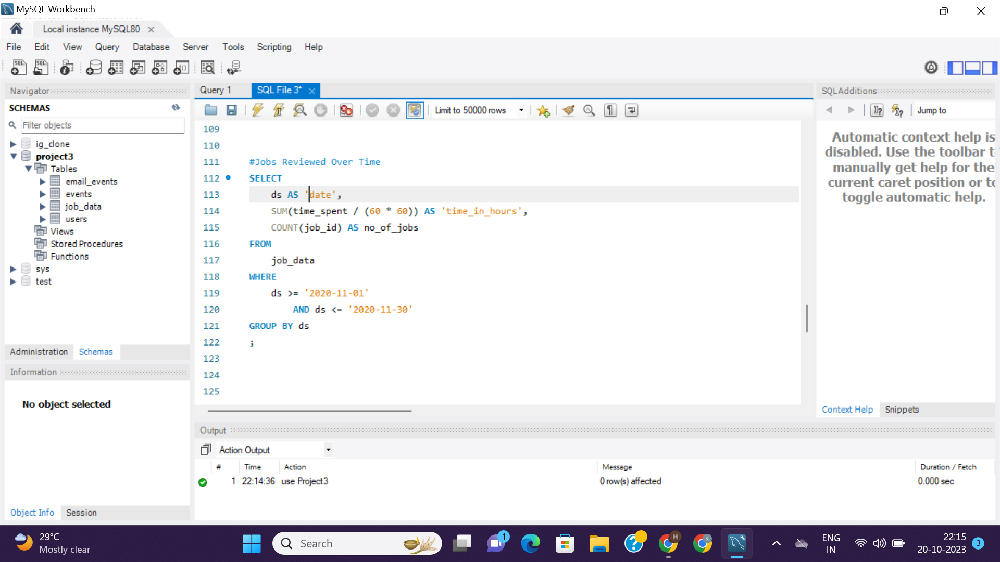 MySQL Workbench
Local instance MySQL80
File Edit View Query Database Server Tools Scripting Help
Navigator
SCHEMAS
Filter objects
ig_clone
project3
Tables
email_events
events
job_data
users
Views
Stored Procedures
Functions
sys
test
Administration Schemas
Information
No object selected
Object Info Session
Query 1 SQL File 3*
Limit to 50000 rows
109
110
111 #Jobs Reviewed Over Time
112 SELECT
113 ds AS 'date',
114 SUM(time_spent / (60 * 60)) AS 'time_in_hours',
115 COUNT(job_id) AS no_of_jobs
116 FROM
117 job_data
118 WHERE
119 ds >= '2020-11-01'
120 AND ds <= '2020-11-30'
121 GROUP BY ds
122 ;
123
124
125
SQLAdditions
Jump to
Automatic context help is
disabled. Use the toolbar t
manually get help for the
current caret position or to
toggle automatic help.
Context Help Snippets
Output
Action Output
# Time Action Message Duration / Fetch
1 22:14:36 use Project3 0 row(s) affected 0.000 sec
29°C
Mostly clear
Search
1
H
K
ENG
IN
22:15
20-10-2023
3